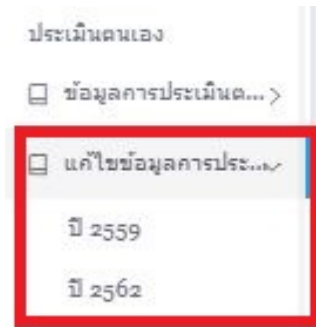 ประเมินตนเอง
ข้อมูลการประเมินต...
แก้ไขข้อมูลการประ...
ปี 2559
ปี 2562